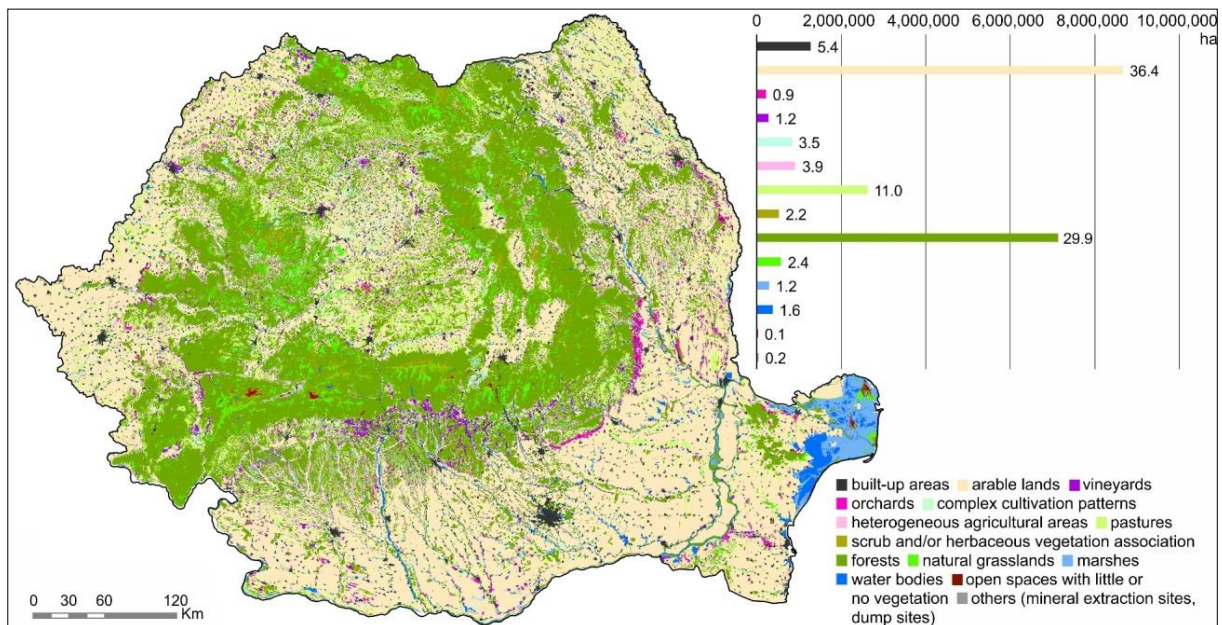 0 2,000,000 4,000,000 6,000,000 8,000,000 10,000,000
ha
5.4
36.4
0.9
1.2
3.5
3.9
11.0
2.2
29.9
2.4
1.2
1.6
0.1
0.2
built-up areas arable lands vineyards
orchards complex cultivation patterns
heterogeneous agricultural areas pastures
scrub and/or herbaceous vegetation association
forests natural grasslands marshes
water bodies open spaces with little or
no vegetation others (mineral extraction sites,
dump sites)
0 30 60 120
Km